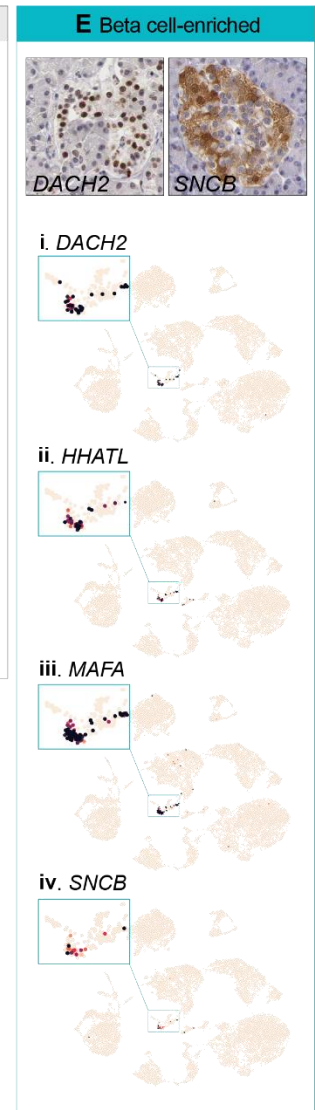 E Beta cell-enriched
DACH2
SNCB
i. DACH2
ii. HHATL
iii. MAFA
iv. SNCB